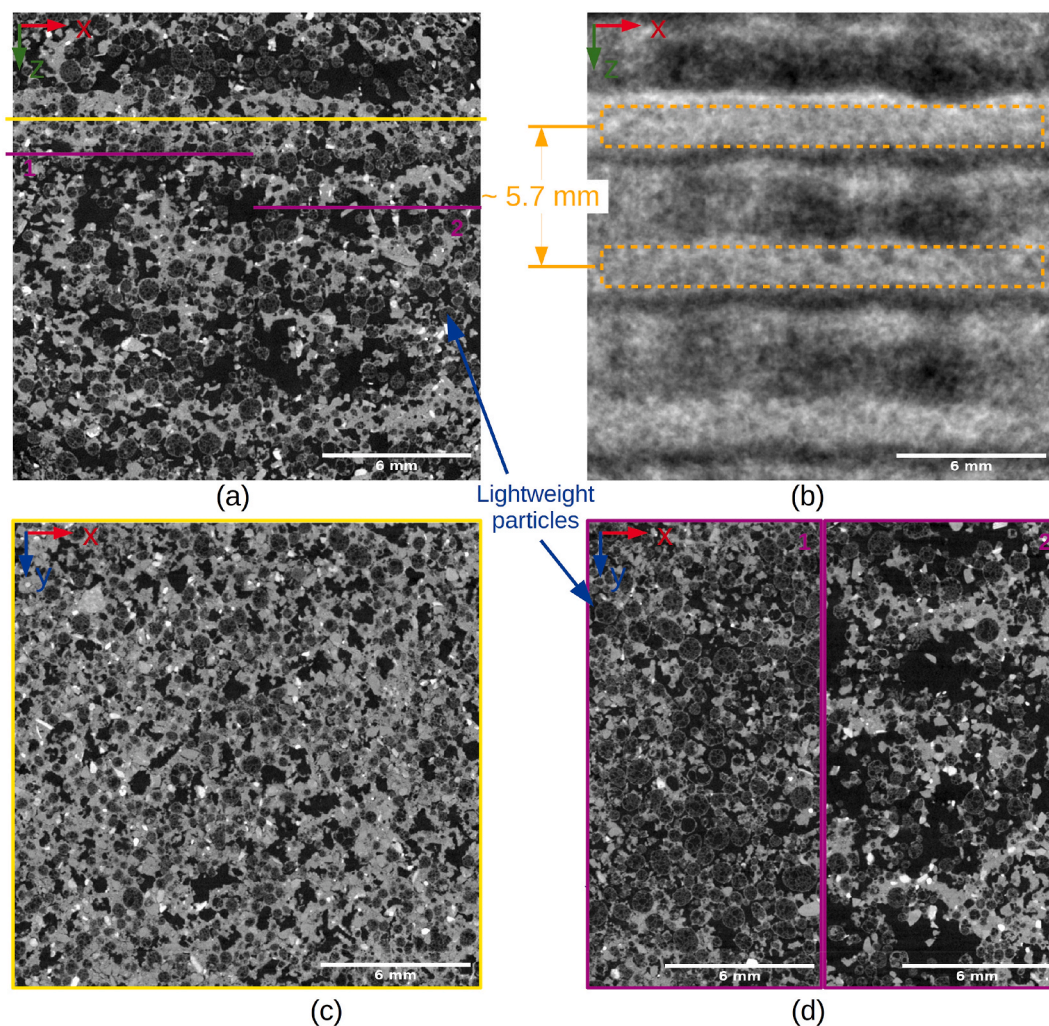 X
Z
1
2
6 mm
(a)
X
Z
~ 5.7 mm
6 mm
(b)
Lightweight
particles
X
y
6 mm
(c)
X
y
1
2
6 mm
6 mm
(d)